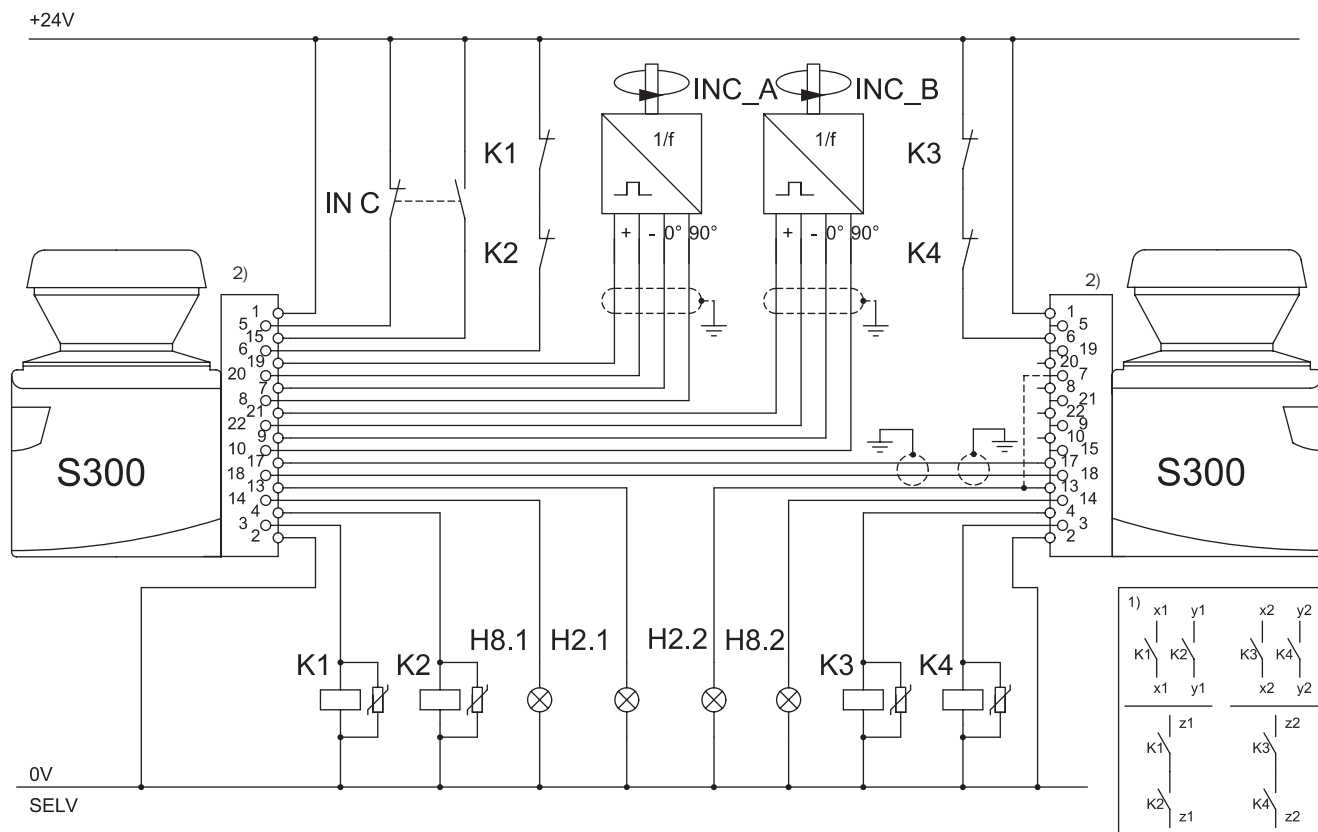 +24V
INC_A
INC_B
1/f
1/f
K1
K3
IN C
+ - 0° 90°
+ - 0° 90°
K2
K4
2)
2)
1
5
15
6
19
20
7
8
21
22
9
10
17
18
13
14
4
3
2
1
5
6
19
20
7
8
21
22
9
10
15
17
18
13
14
4
3
2
S300
S300
K1
K2
H8.1
H2.1
H2.2
H8.2
K3
K4
1)
x1 y1 x2 y2
K1 K2 K3 K4
x1 y1 x2 y2
z1 z2
K1 K3
K2 K4
z1 z2
0V
SELV